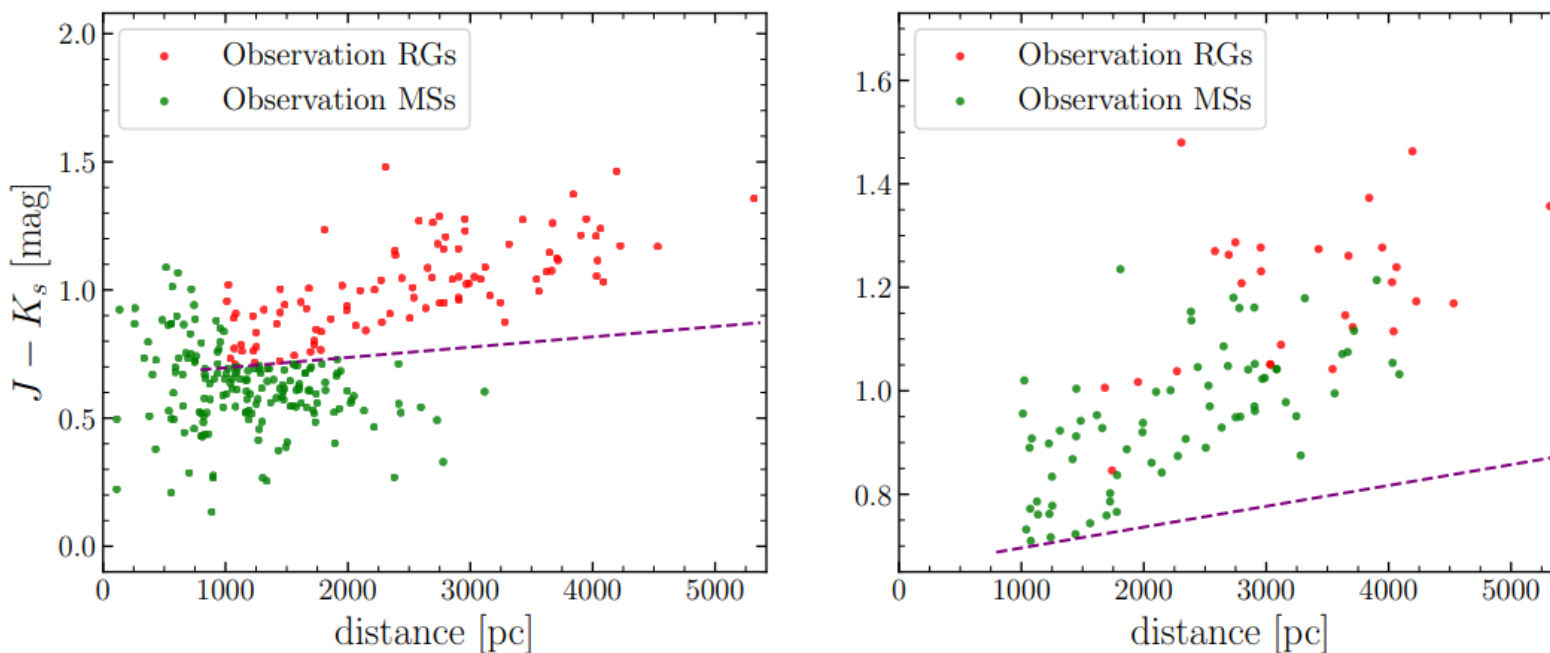 2.0
1.5
1.0
0.5
0.0
J − Kₛ [mag]
Observation RGs
Observation MSs
0 1000 2000 3000 4000 5000
distance [pc]
1.6
1.4
1.2
1.0
0.8
Observation RGs
Observation MSs
0 1000 2000 3000 4000 5000
distance [pc]